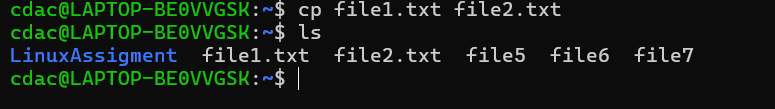 cdac@LAPTOP-BE0VVGSK:~$ cp file1.txt file2.txt
cdac@LAPTOP-BE0VVGSK:~$ ls
LinuxAssigment  file1.txt  file2.txt  file5  file6  file7
cdac@LAPTOP-BE0VVGSK:~$